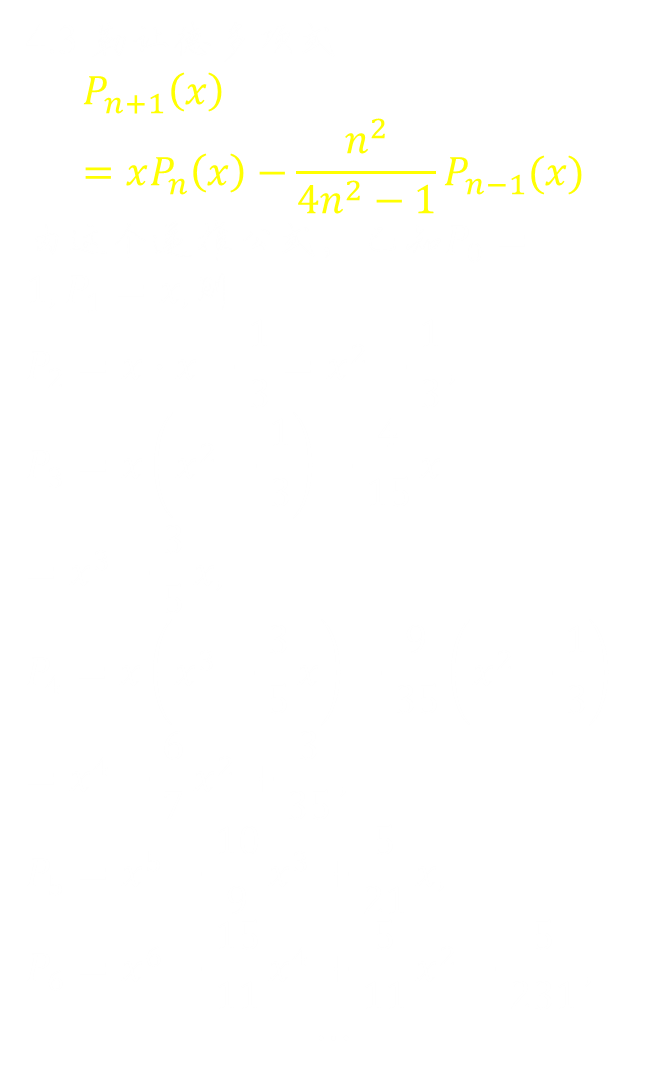 P_{n+1}(x)
= xP_n(x) − \frac{n^2}{4n^2 − 1} P_{n−1}(x)